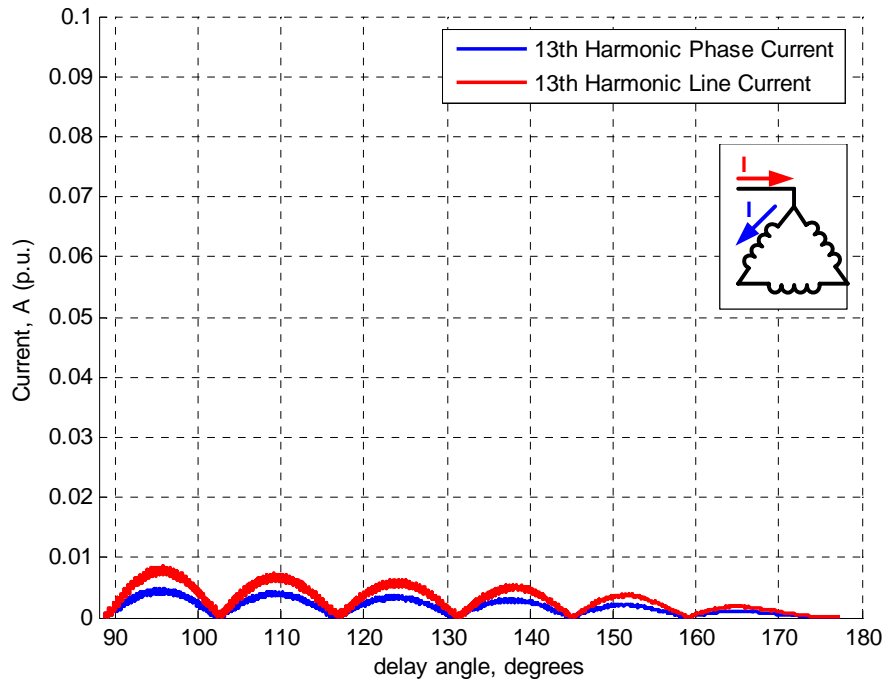 0.1
0.09
0.08
0.07
0.06
0.05
0.04
0.03
0.02
0.01
0
Current, A (p.u.)
13th Harmonic Phase Current
13th Harmonic Line Current
I
I
90 100 110 120 130 140 150 160 170 180
delay angle, degrees